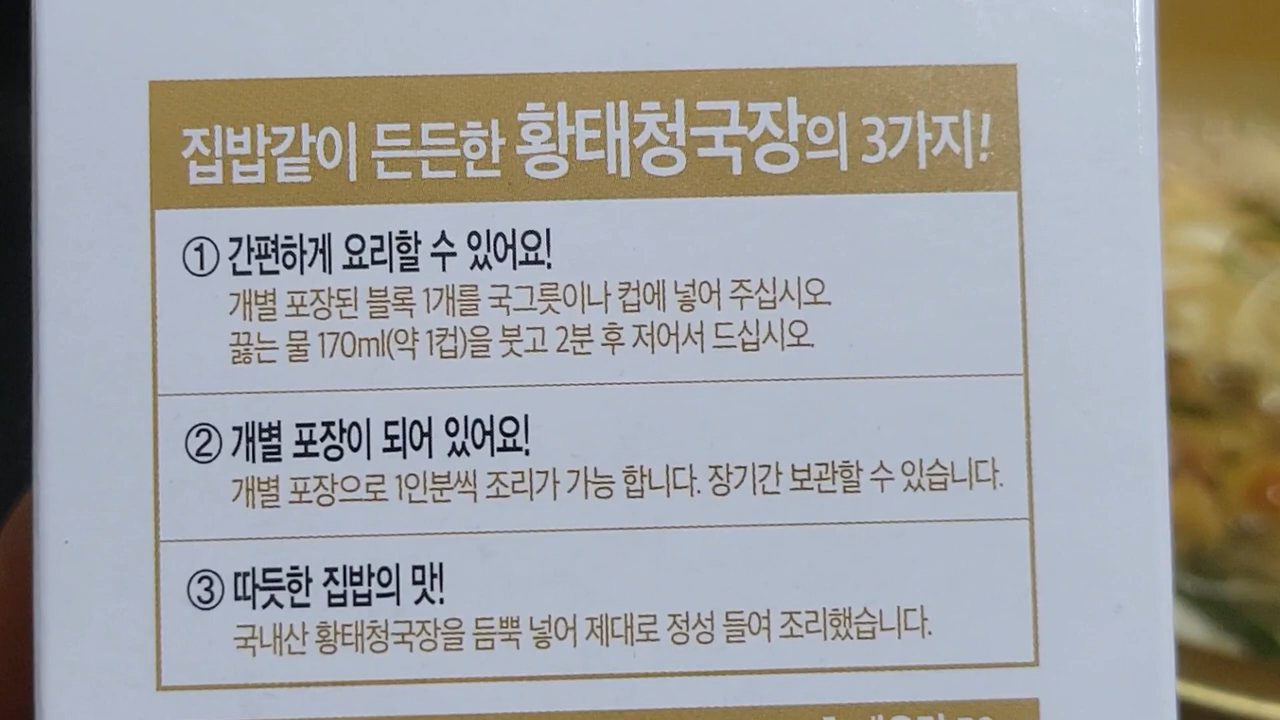 집밥같이 든든한 황태청국장의 3가지!
① 간편하게 요리할 수 있어요!
개별 포장된 블록 1개를 국그릇이나 컵에 넣어 주십시오.
끓는 물 170ml(약 1컵)을 붓고 2분 후 저어서 드십시오.
② 개별 포장이 되어 있어요!
개별 포장으로 1인분씩 조리가 가능 합니다. 장기간 보관할 수 있습니다.
③ 따듯한 집밥의 맛!
국내산 황태청국장을 듬뿍 넣어 제대로 정성 들여 조리했습니다.